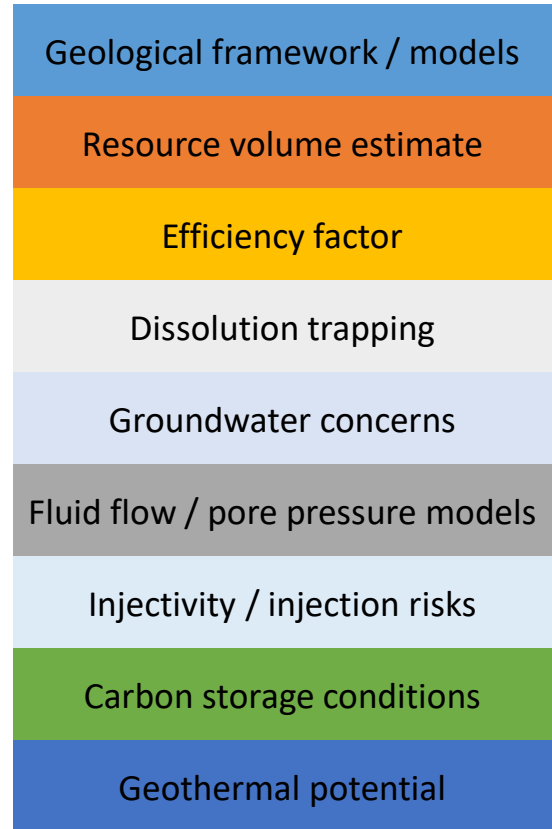 Geological framework / models
Resource volume estimate
Efficiency factor
Dissolution trapping
Groundwater concerns
Fluid flow / pore pressure models
Injectivity / injection risks
Carbon storage conditions
Geothermal potential